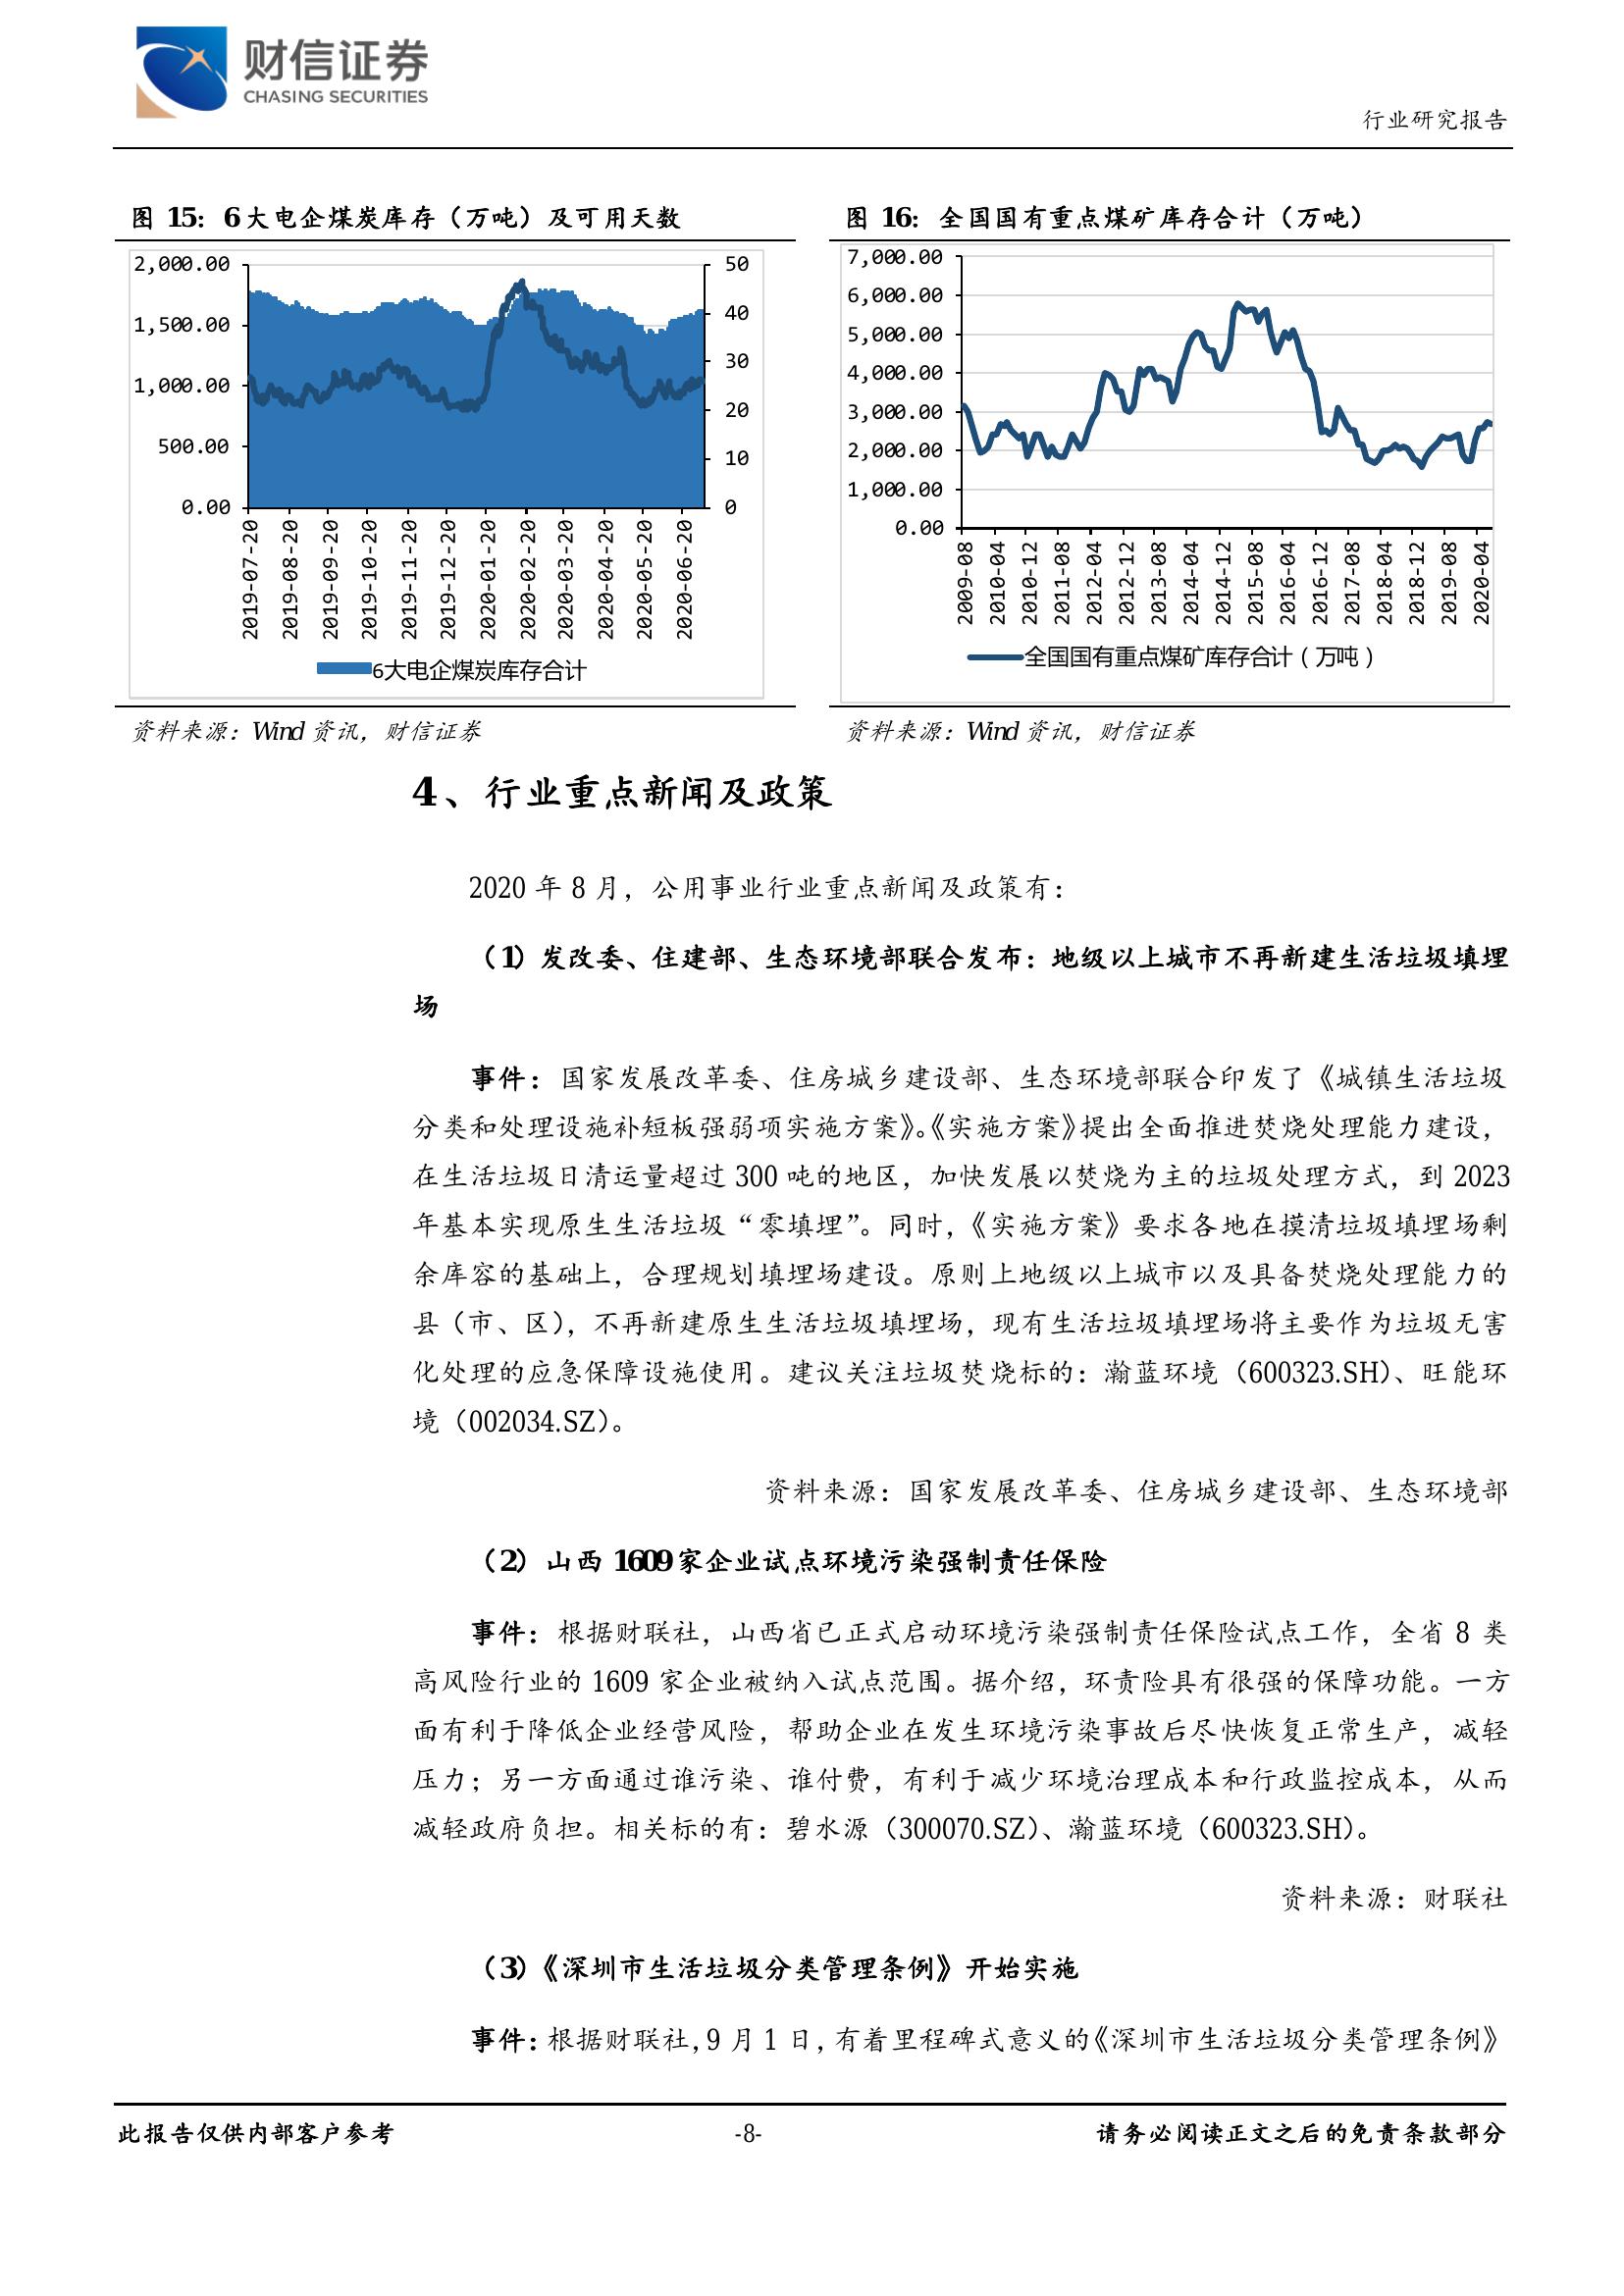 财信证券
CHASING SECURITIES
行业研究报告
图 15：6 大电企煤炭库存（万吨）及可用天数
2,000.00
1,500.00
1,000.00
500.00
0.00
50
40
30
20
10
0
2019-07-20
2019-08-20
2019-09-20
2019-10-20
2019-11-20
2019-12-20
2020-01-20
2020-02-20
2020-03-20
2020-04-20
2020-05-20
2020-06-20
6大电企煤炭库存合计
资料来源：Wind 资讯，财信证券
图 16：全国国有重点煤矿库存合计（万吨）
7,000.00
6,000.00
5,000.00
4,000.00
3,000.00
2,000.00
1,000.00
0.00
2009-08
2010-04
2010-12
2011-08
2012-04
2012-12
2013-08
2014-04
2014-12
2015-08
2016-04
2016-12
2017-08
2018-04
2018-12
2019-08
2020-04
全国国有重点煤矿库存合计（万吨）
资料来源：Wind 资讯，财信证券
4、行业重点新闻及政策
2020 年 8 月，公用事业行业重点新闻及政策有：
（1）发改委、住建部、生态环境部联合发布：地级以上城市不再新建生活垃圾填埋
场
事件：国家发展改革委、住房城乡建设部、生态环境部联合印发了《城镇生活垃圾
分类和处理设施补短板强弱项实施方案》。《实施方案》提出全面推进焚烧处理能力建设，
在生活垃圾日清运量超过 300 吨的地区，加快发展以焚烧为主的垃圾处理方式，到 2023
年基本实现原生生活垃圾“零填埋”。同时，《实施方案》要求各地在摸清垃圾填埋场剩
余库容的基础上，合理规划填埋场建设。原则上地级以上城市以及具备焚烧处理能力的
县（市、区），不再新建原生生活垃圾填埋场，现有生活垃圾填埋场将主要作为垃圾无害
化处理的应急保障设施使用。建议关注垃圾焚烧标的：瀚蓝环境（600323.SH）、旺能环
境（002034.SZ）。
资料来源：国家发展改革委、住房城乡建设部、生态环境部
（2）山西 1609 家企业试点环境污染强制责任保险
事件：根据财联社，山西省已正式启动环境污染强制责任保险试点工作，全省 8 类
高风险行业的 1609 家企业被纳入试点范围。据介绍，环责险具有很强的保障功能。一方
面有利于降低企业经营风险，帮助企业在发生环境污染事故后尽快恢复正常生产，减轻
压力；另一方面通过谁污染、谁付费，有利于减少环境治理成本和行政监控成本，从而
减轻政府负担。相关标的有：碧水源（300070.SZ）、瀚蓝环境（600323.SH）。
资料来源：财联社
（3）《深圳市生活垃圾分类管理条例》开始实施
事件：根据财联社，9 月 1 日，有着里程碑式意义的《深圳市生活垃圾分类管理条例》
此报告仅供内部客户参考
-8-
请务必阅读正文之后的免责条款部分